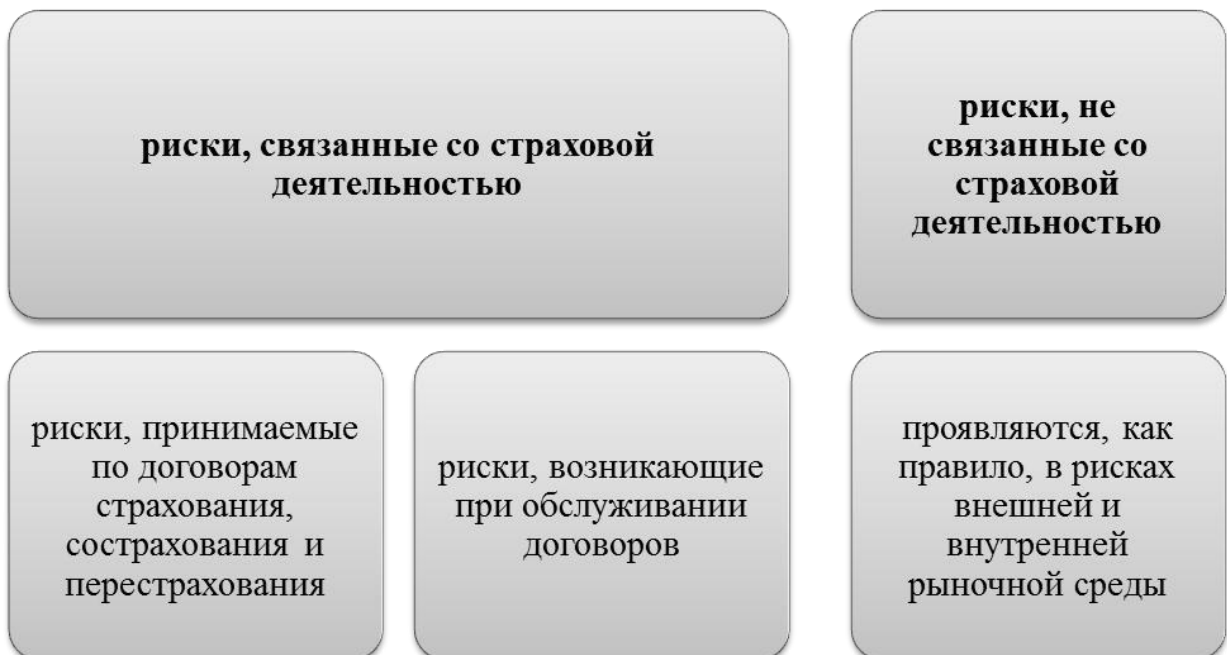 риски, связанные со страховой
деятельностью
риски, не
связанные со
страховой
деятельностью
риски, принимаемые
по договорам
страхования,
сострахования и
перестрахования
риски, возникающие
при обслуживании
договоров
проявляются, как
правило, в рисках
внешней и
внутренней
рыночной среды